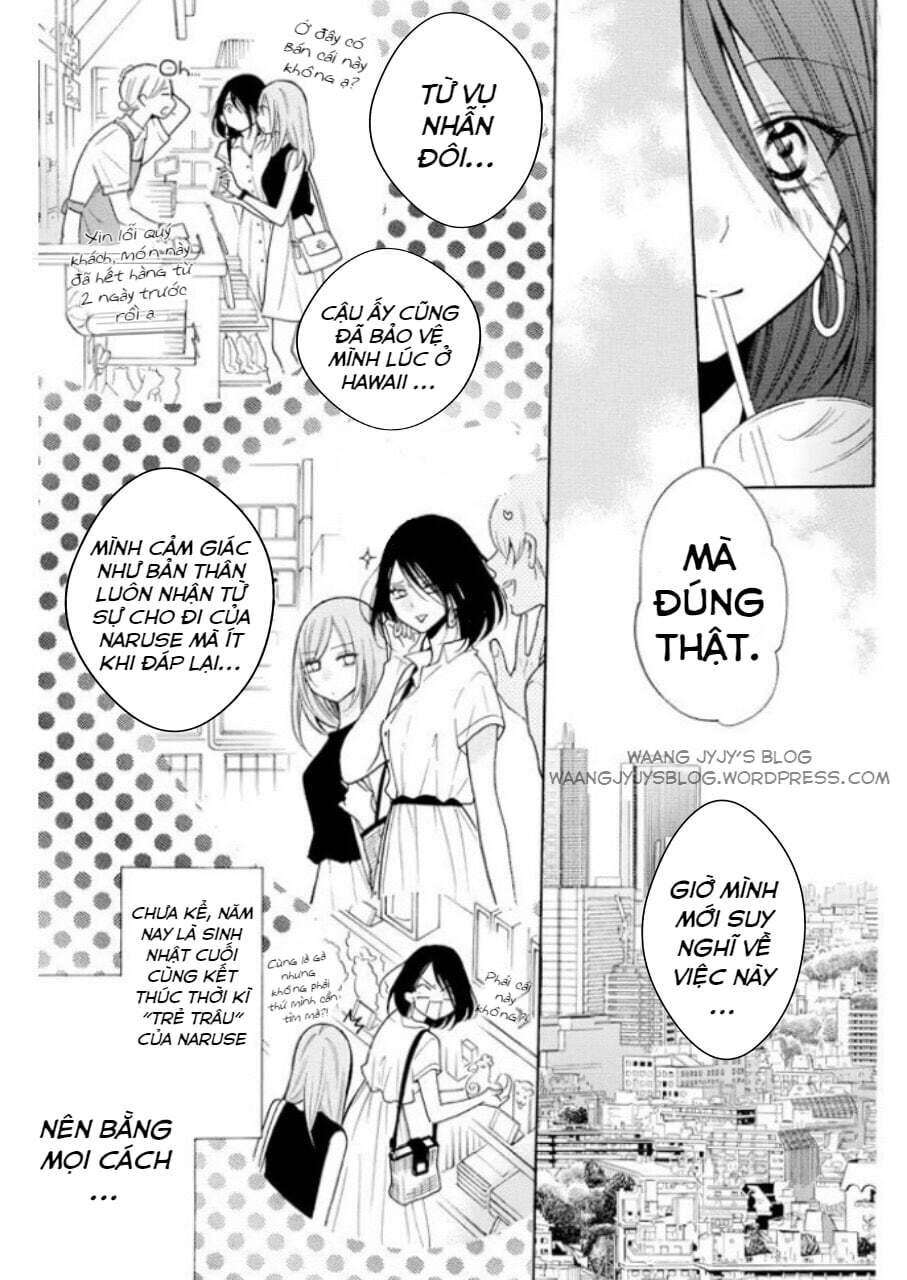 MÀ
ĐÚNG
THẬT.
WAANG JYJY'S BLOG
WAANGJYJYSBLOG.WORDPRESS.COM
GIỜ MÌNH
MỚI SUY
NGHĨ VỀ
VIỆC NÀY
...
TỪ VỤ
NHẪN
ĐÔI...
Ở đây có
Bán cái này
không ạ?
Oh...
Xin lỗi Quý
khách, món này
đã hết hàng từ
2 ngày trước
rồi ạ
CẬU ẤY CŨNG
ĐÃ BẢO VỆ
MÌNH LÚC Ở
HAWAII ...
MÌNH CẢM GIÁC
NHƯ BẢN THÂN
LUÔN NHẬN TỪ
SỰ CHO ĐI CỦA
NARUSE MÀ ÍT
KHI ĐÁP LẠI...
CHƯA KỂ, NĂM
NAY LÀ SINH
NHẬT CUỐI
CÙNG KẾT
THÚC THỜI KÌ
"TRẺ TRÂU"
CỦA NARUSE
Phải cái
này
không?
Cùng là Gà
nhưng
không phải
thứ mình cần
tìm mà?!
NÊN BẰNG
MỌI CÁCH
...